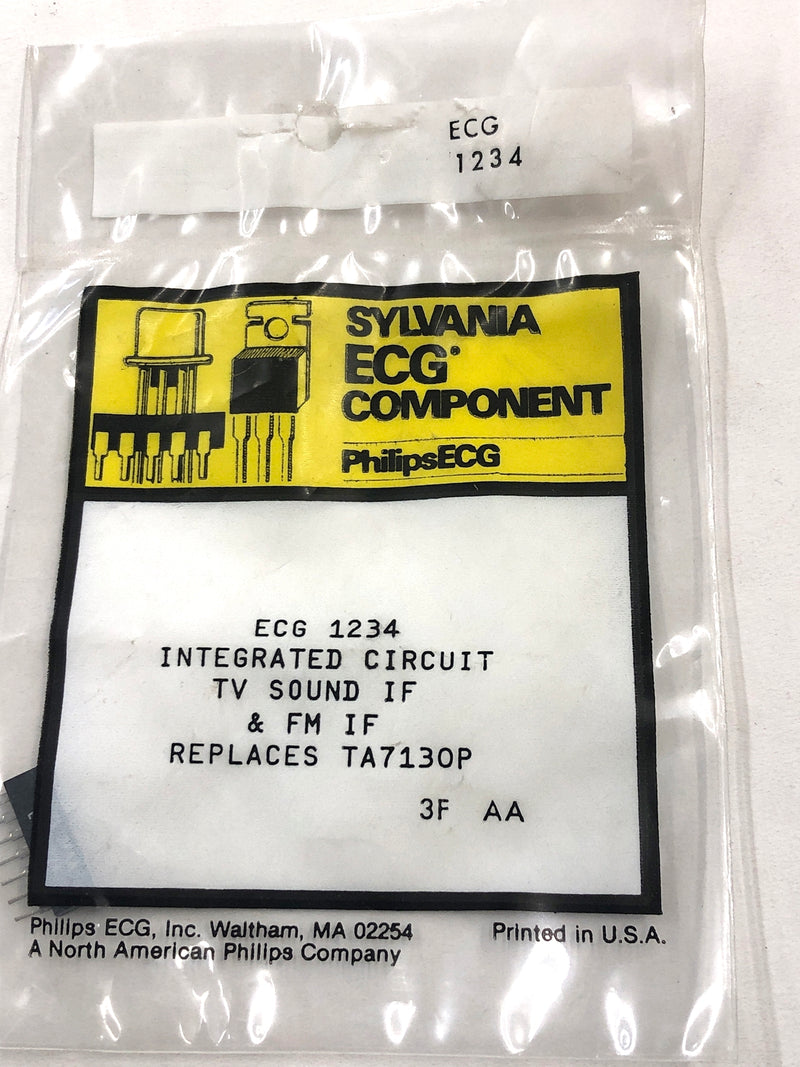 ECG
1234
SYLVANIA
ECG®
COMPONENT
PhilipsECG
ECG 1234
INTEGRATED CIRCUIT
TV SOUND IF
& FM IF
REPLACES TA7130P
3F AA
Philips ECG, Inc. Waltham, MA 02254
A North American Philips Company
Printed in U.S.A.